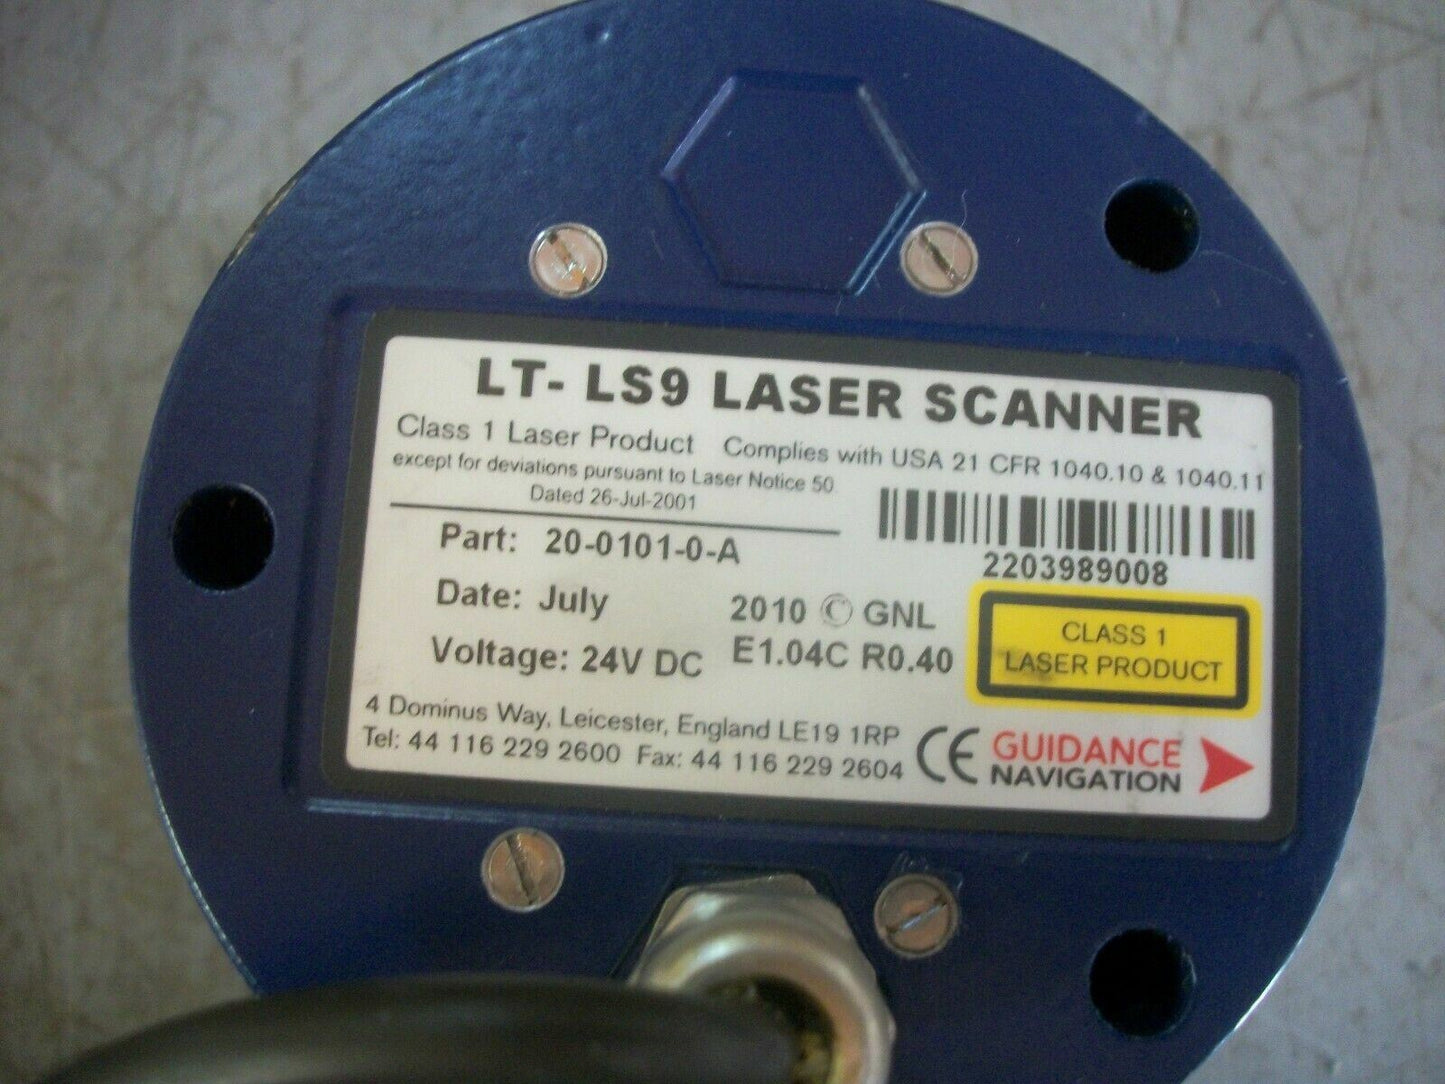 LT- LS9 LASER SCANNER
Class 1 Laser Product Complies with USA 21 CFR 1040.10 & 1040.11
except for deviations pursuant to Laser Notice 50
Dated 26-Jul-2001
Part: 20-0101-0-A
2203989008
Date: July 2010 © GNL
Voltage: 24V DC E1.04C R0.40
CLASS 1
LASER PRODUCT
4 Dominus Way, Leicester, England LE19 1RP
Tel: 44 116 229 2600 Fax: 44 116 229 2604
CE
GUIDANCE
NAVIGATION